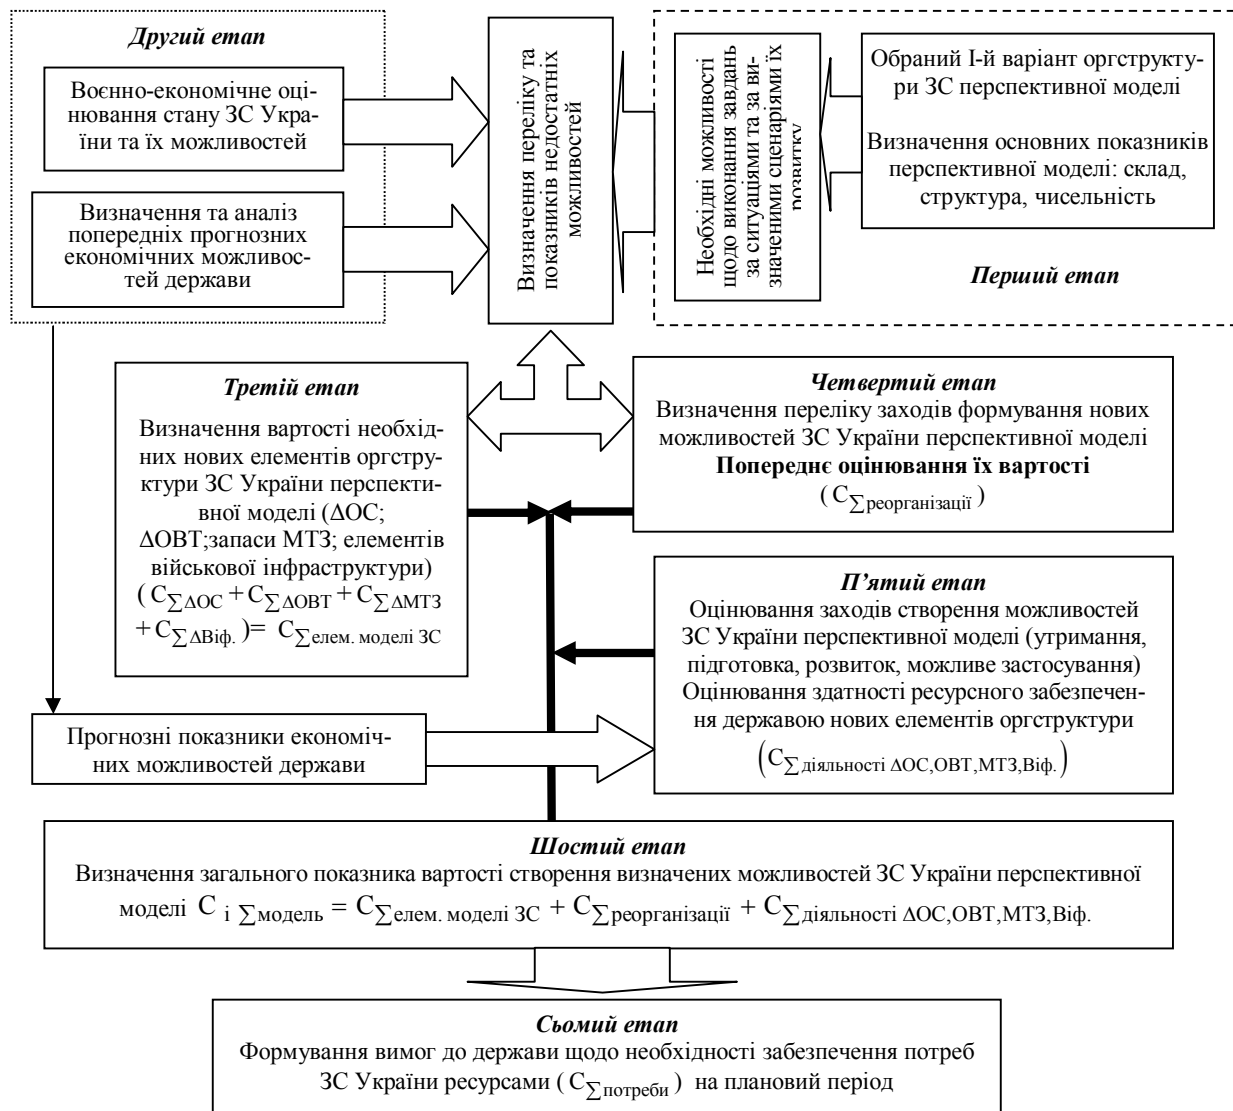 Другий етап
Воєнно-економічне оці-
нювання стану ЗС Укра-
їни та їх можливостей
Визначення та аналіз
попередніх прогнозних
економічних можливос-
тей держави
Визначення переліку та
показників недостатніх
можливостей
Необхідні можливості
щодо виконання завдань
за ситуаціями та за ви-
значеними сценаріями їх
розвитку
Обраний І-й варіант оргструкту-
ри ЗС перспективної моделі
Визначення основних показників
перспективної моделі: склад,
структура, чисельність
Перший етап
Третій етап
Визначення вартості необхід-
них нових елементів оргстру-
ктури ЗС України перспекти-
вної моделі (ΔОС;
ΔОВТ;запаси МТЗ; елементів
військової інфраструктури)
( C∑ΔОС + C∑ΔОВТ + C∑ΔМТЗ
+ C∑ΔВіф. )= C∑елем. моделі ЗС
Четвертий етап
Визначення переліку заходів формування нових
можливостей ЗС України перспективної моделі
Попереднє оцінювання їх вартості
( C∑реорганізації )
П’ятий етап
Оцінювання заходів створення можливостей
ЗС України перспективної моделі (утримання,
підготовка, розвиток, можливе застосування)
Оцінювання здатності ресурсного забезпечен-
ня державою нових елементів оргструктури
(C∑діяльності ΔОС,ОВТ,МТЗ,Віф.)
Прогнозні показники економіч-
них можливостей держави
Шостий етап
Визначення загального показника вартості створення визначених можливостей ЗС України перспективної
моделі C і ∑модель = C∑елем. моделі ЗС + C∑реорганізації + C∑діяльності ΔОС,ОВТ,МТЗ,Віф.
Сьомий етап
Формування вимог до держави щодо необхідності забезпечення потреб
ЗС України ресурсами ( C∑потреби ) на плановий період